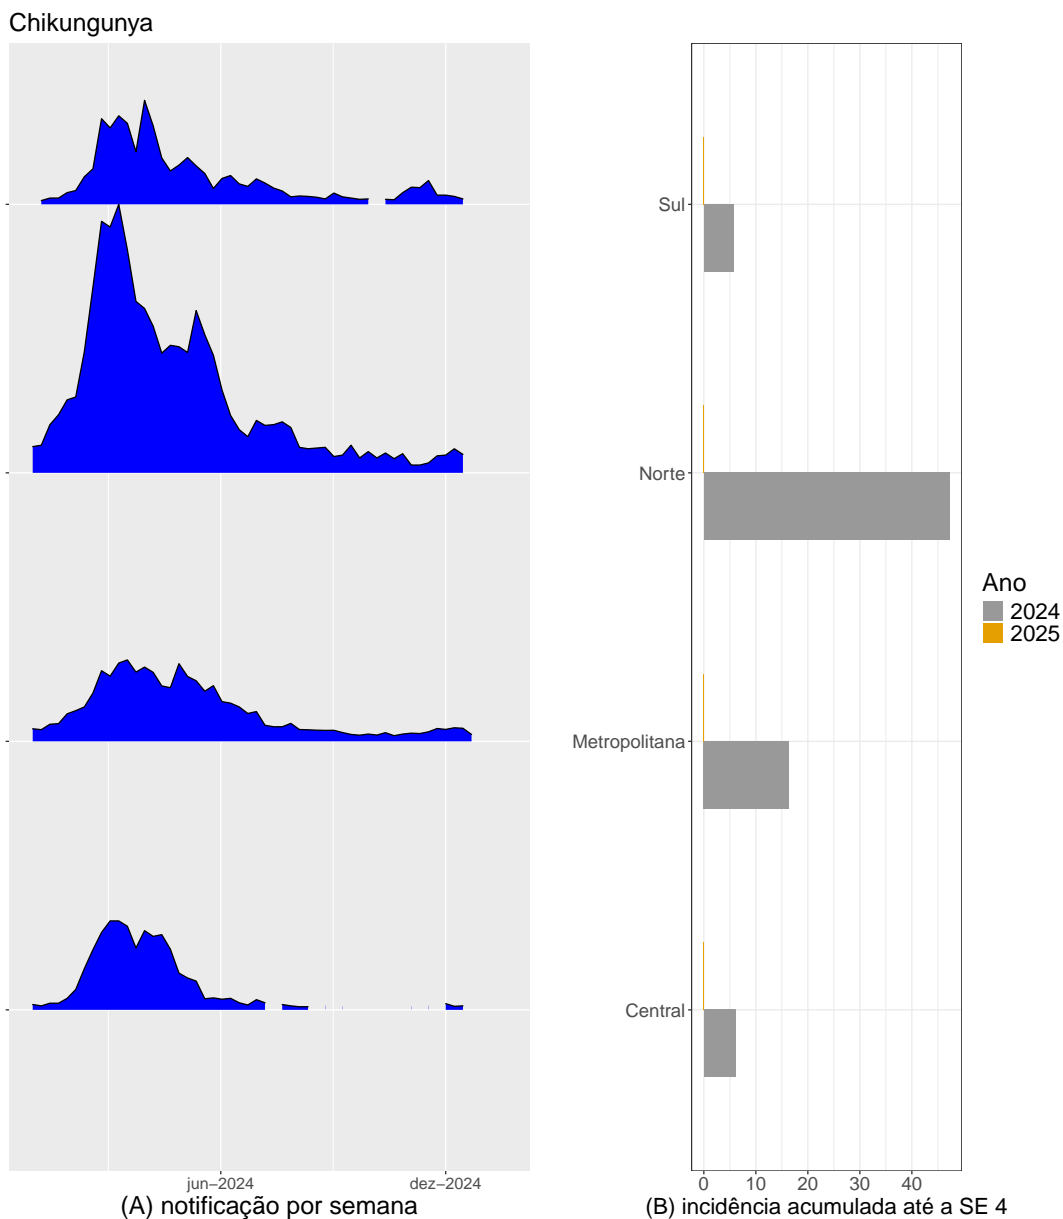 Chikungunya
jun−2024
dez−2024
(A) notificação por semana
Sul
Norte
Metropolitana
Central
0
10
20
30
40
(B) incidência acumulada até a SE 4
Ano
2024
2025